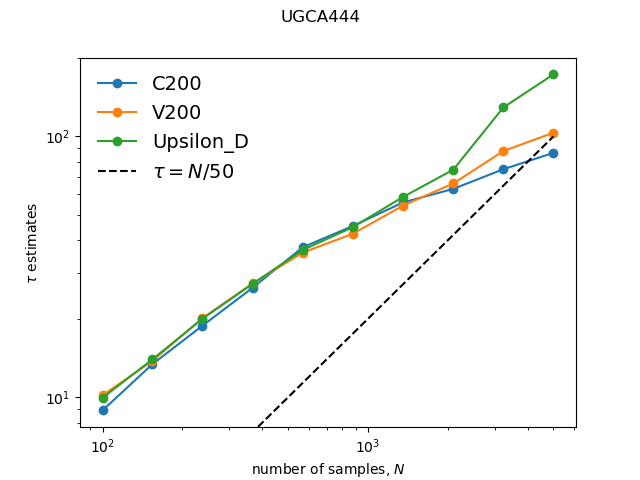 UGCA444
C200
V200
Upsilon_D
τ = N/50
10²
10¹
τ estimates
10² 10³
number of samples, N